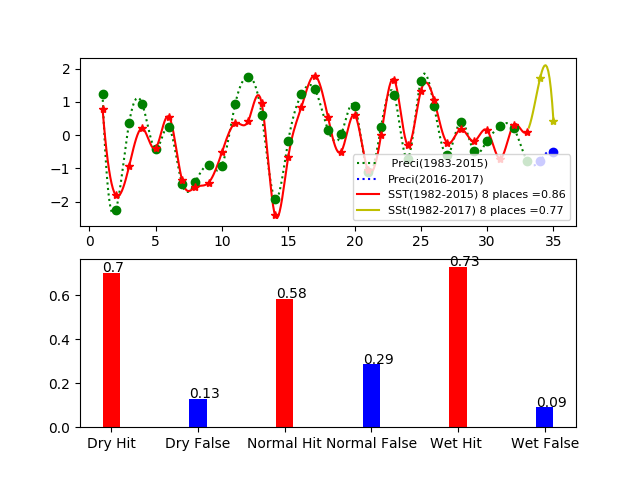 2
1
0
−1
−2
Preci(1983-2015)
Preci(2016-2017)
SST(1982-2015) 8 places =0.86
SSt(1982-2017) 8 places =0.77
0 5 10 15 20 25 30 35
0.7
0.13
0.58
0.29
0.73
0.09
0.6
0.4
0.2
0.0
Dry Hit Dry False Normal Hit Normal False Wet Hit Wet False